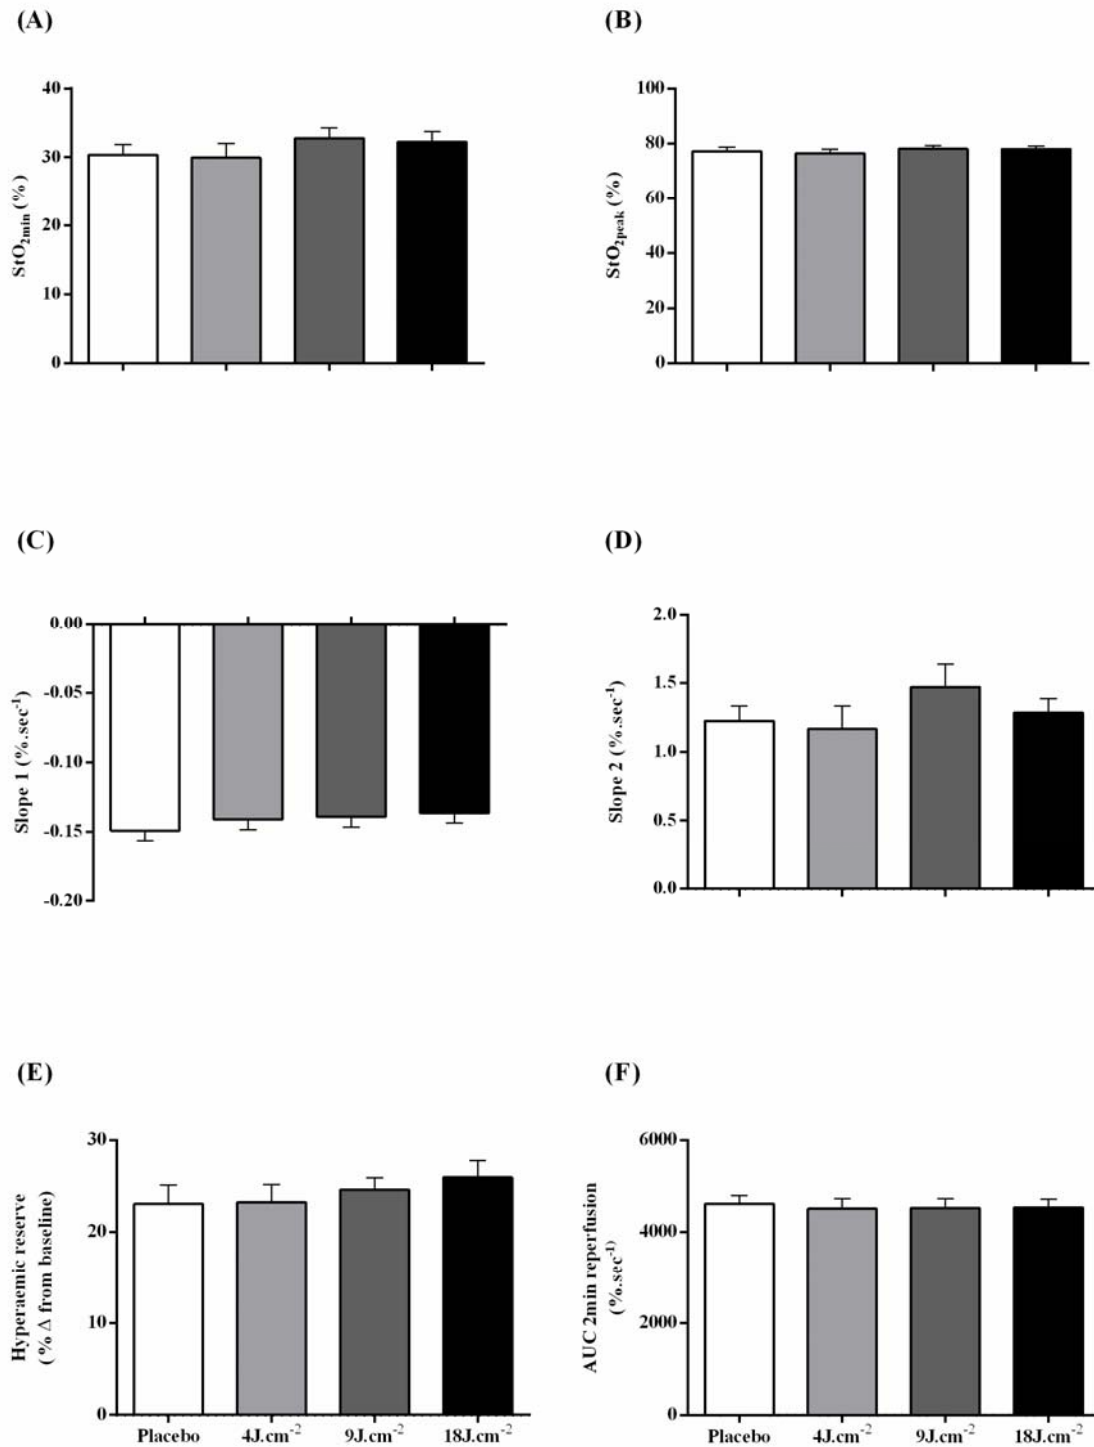 (A)
40
30
20
10
0
StO₂min (%)
(B)
100
80
60
40
20
0
StO₂peak (%)
(C)
0.00
-0.05
-0.10
-0.15
-0.20
Slope 1 (%.sec⁻¹)
(D)
2.0
1.5
1.0
0.5
0.0
Slope 2 (%.sec⁻¹)
(E)
30
20
10
0
Hyperaemic reserve
(% Δ from baseline)
Placebo 4J.cm⁻² 9J.cm⁻² 18J.cm⁻²
(F)
6000
4000
2000
0
AUC 2min reperfusion
(%.sec⁻¹)
Placebo 4J.cm⁻² 9J.cm⁻² 18J.cm⁻²